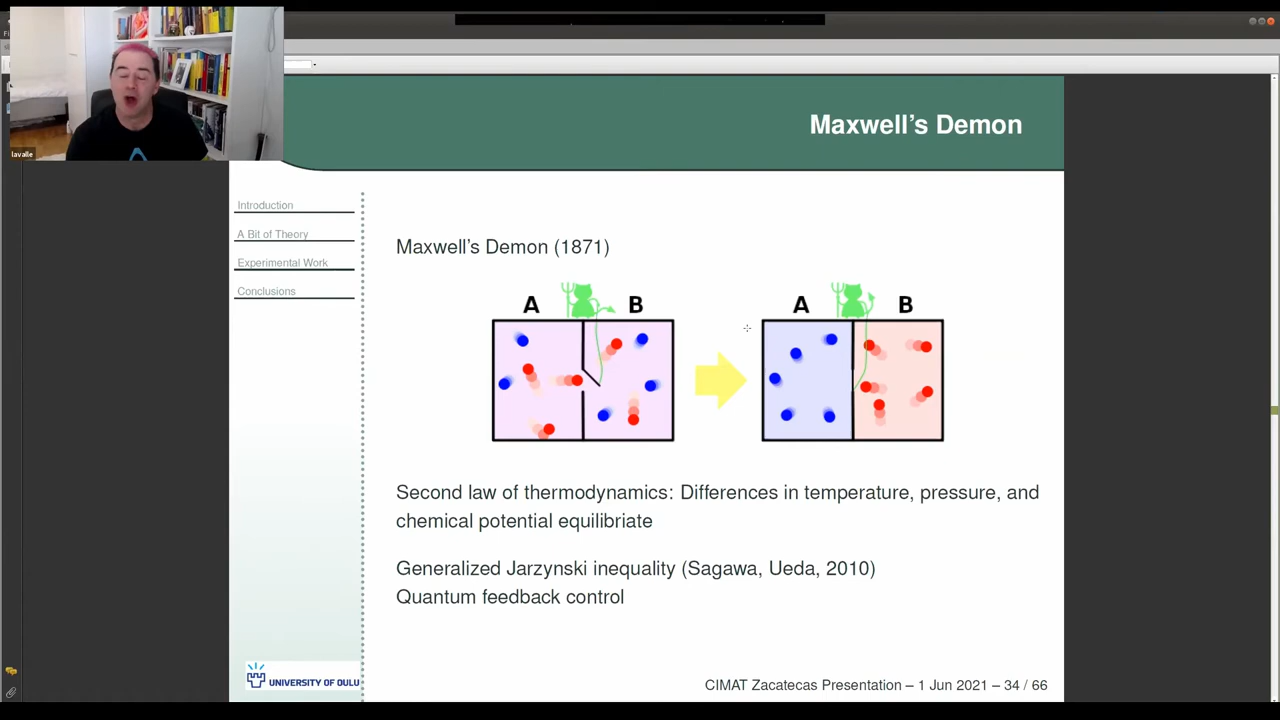 lavalle
Maxwell's Demon
Introduction
A Bit of Theory
Experimental Work
Conclusions
Maxwell's Demon (1871)
A B
A B
Second law of thermodynamics: Differences in temperature, pressure, and
chemical potential equilibriate
Generalized Jarzynski inequality (Sagawa, Ueda, 2010)
Quantum feedback control
UNIVERSITY OF OULU
CIMAT Zacatecas Presentation – 1 Jun 2021 – 34 / 66